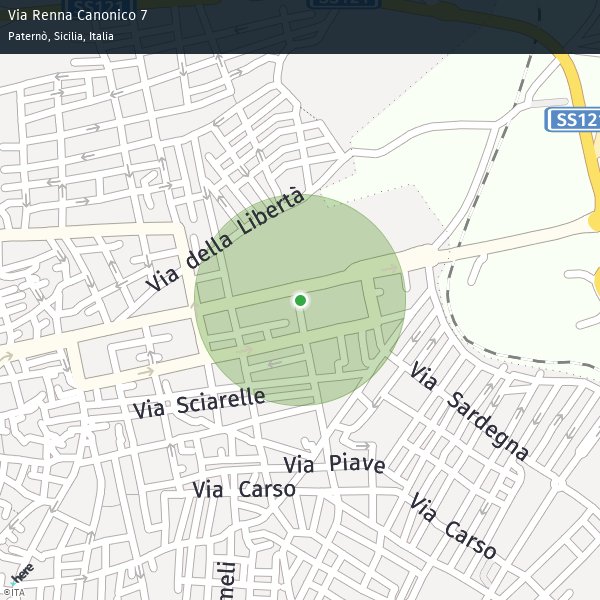 Via Renna Canonico 7
Paternò, Sicilia, Italia
SS121
SS121
SS121
Via della Libertà
Via Sciarelle
Via Sardegna
Via Piave
Via Carso
Via Carso
meli
here
©ITA